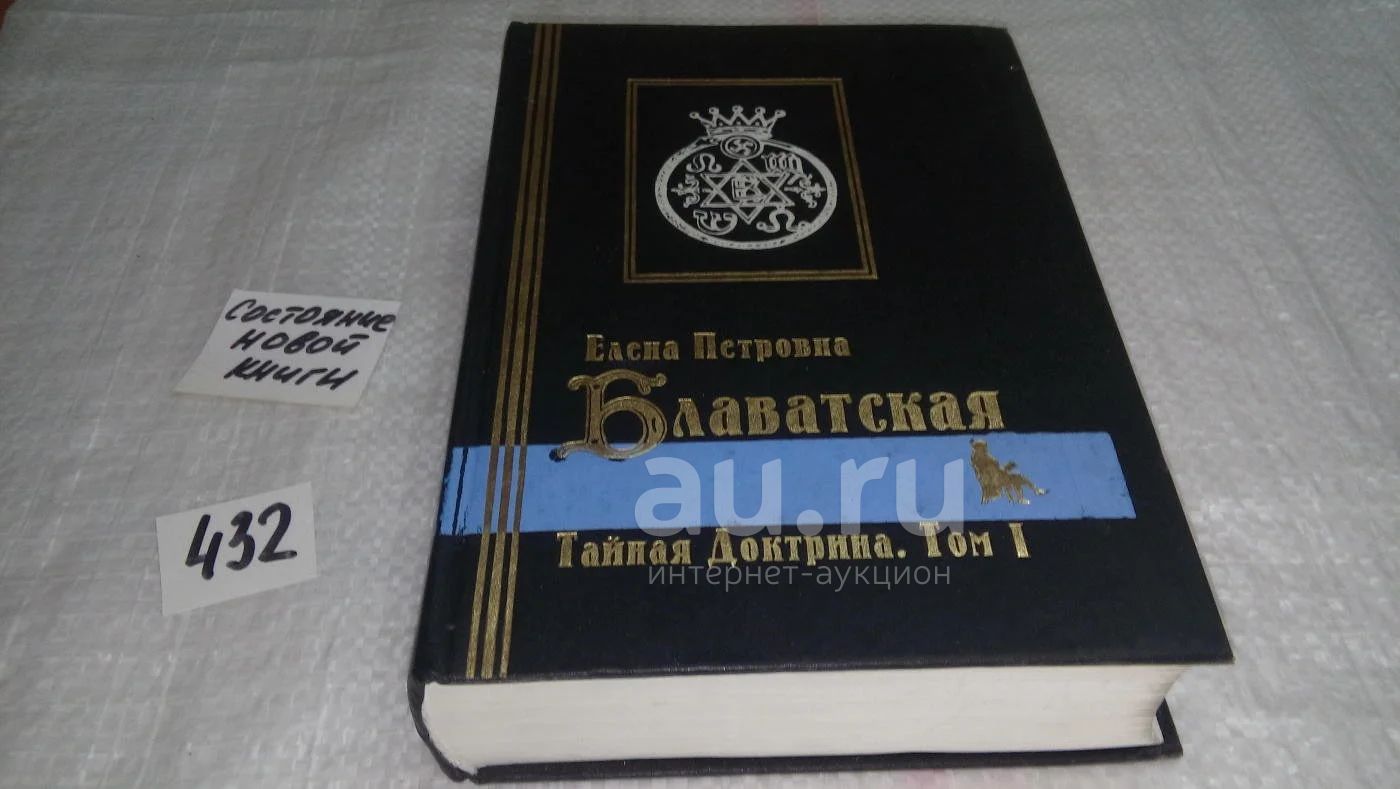 Состояние
новой
книги
432
Елена Петровна
Блаватская
au.ru
Тайная Доктрина. Том I
интернет-аукцион